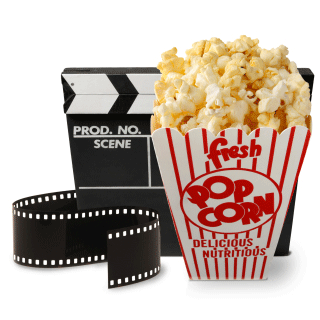 PROD. NO.
SCENE
fresh
POP
CORN
DELICIOUS
NUTRITIOUS